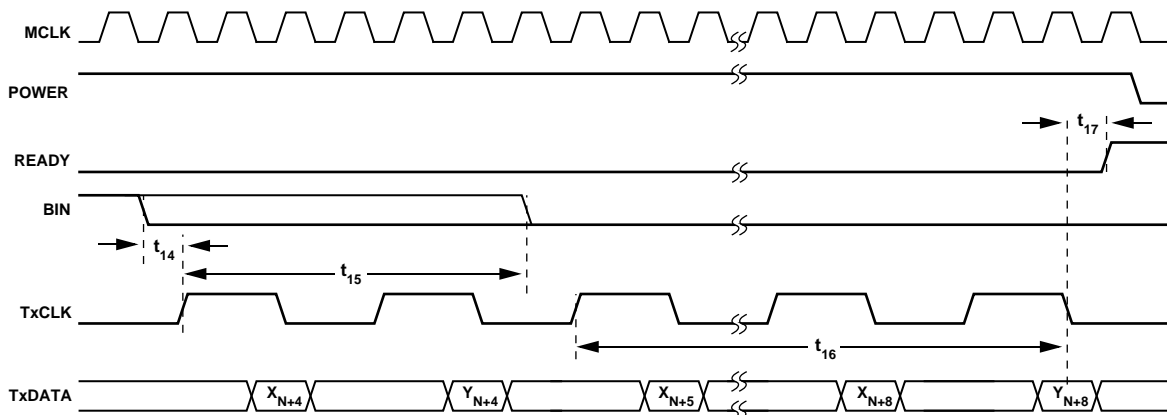 MCLK
POWER
t17
READY
BIN
t14
t15
TxCLK
t16
TxDATA XN+4 YN+4 XN+5 XN+8 YN+8